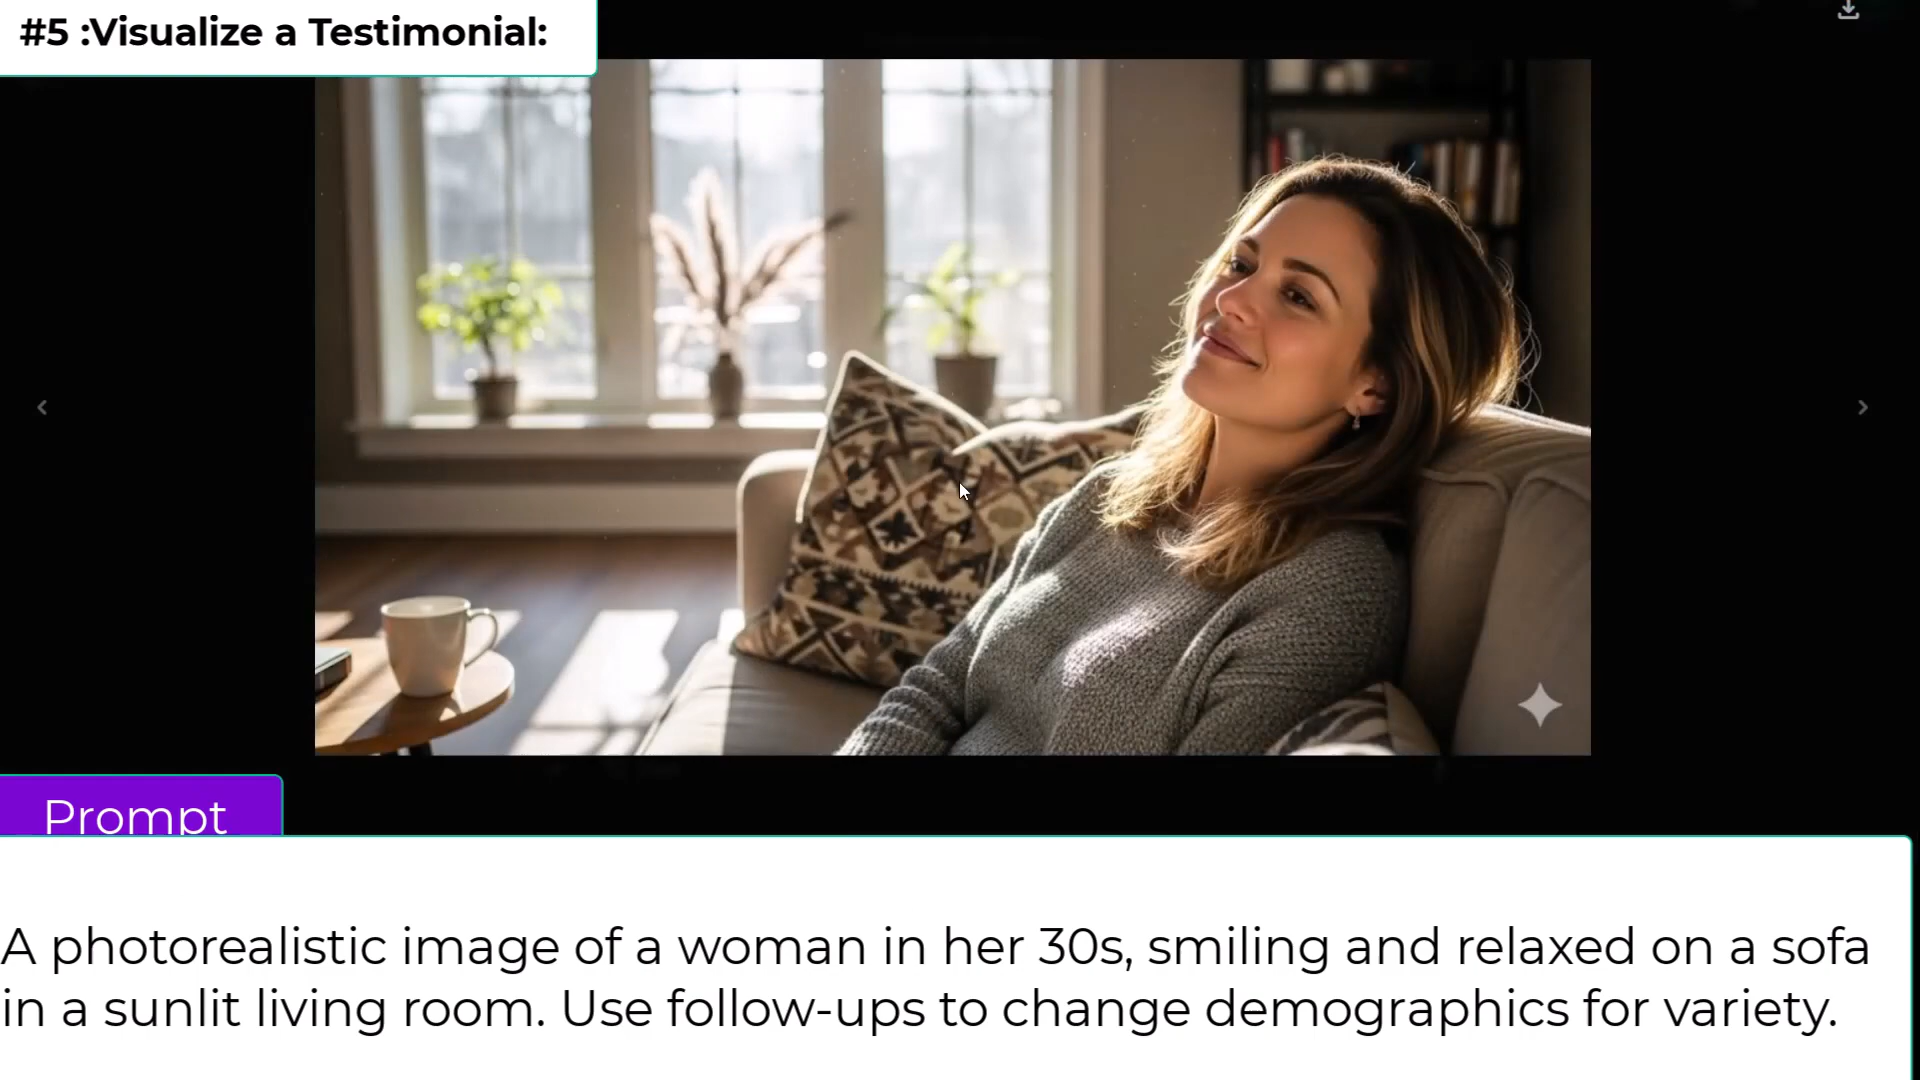 #5 :Visualize a Testimonial:
Prompt
A photorealistic image of a woman in her 30s, smiling and relaxed on a sofa
in a sunlit living room. Use follow-ups to change demographics for variety.